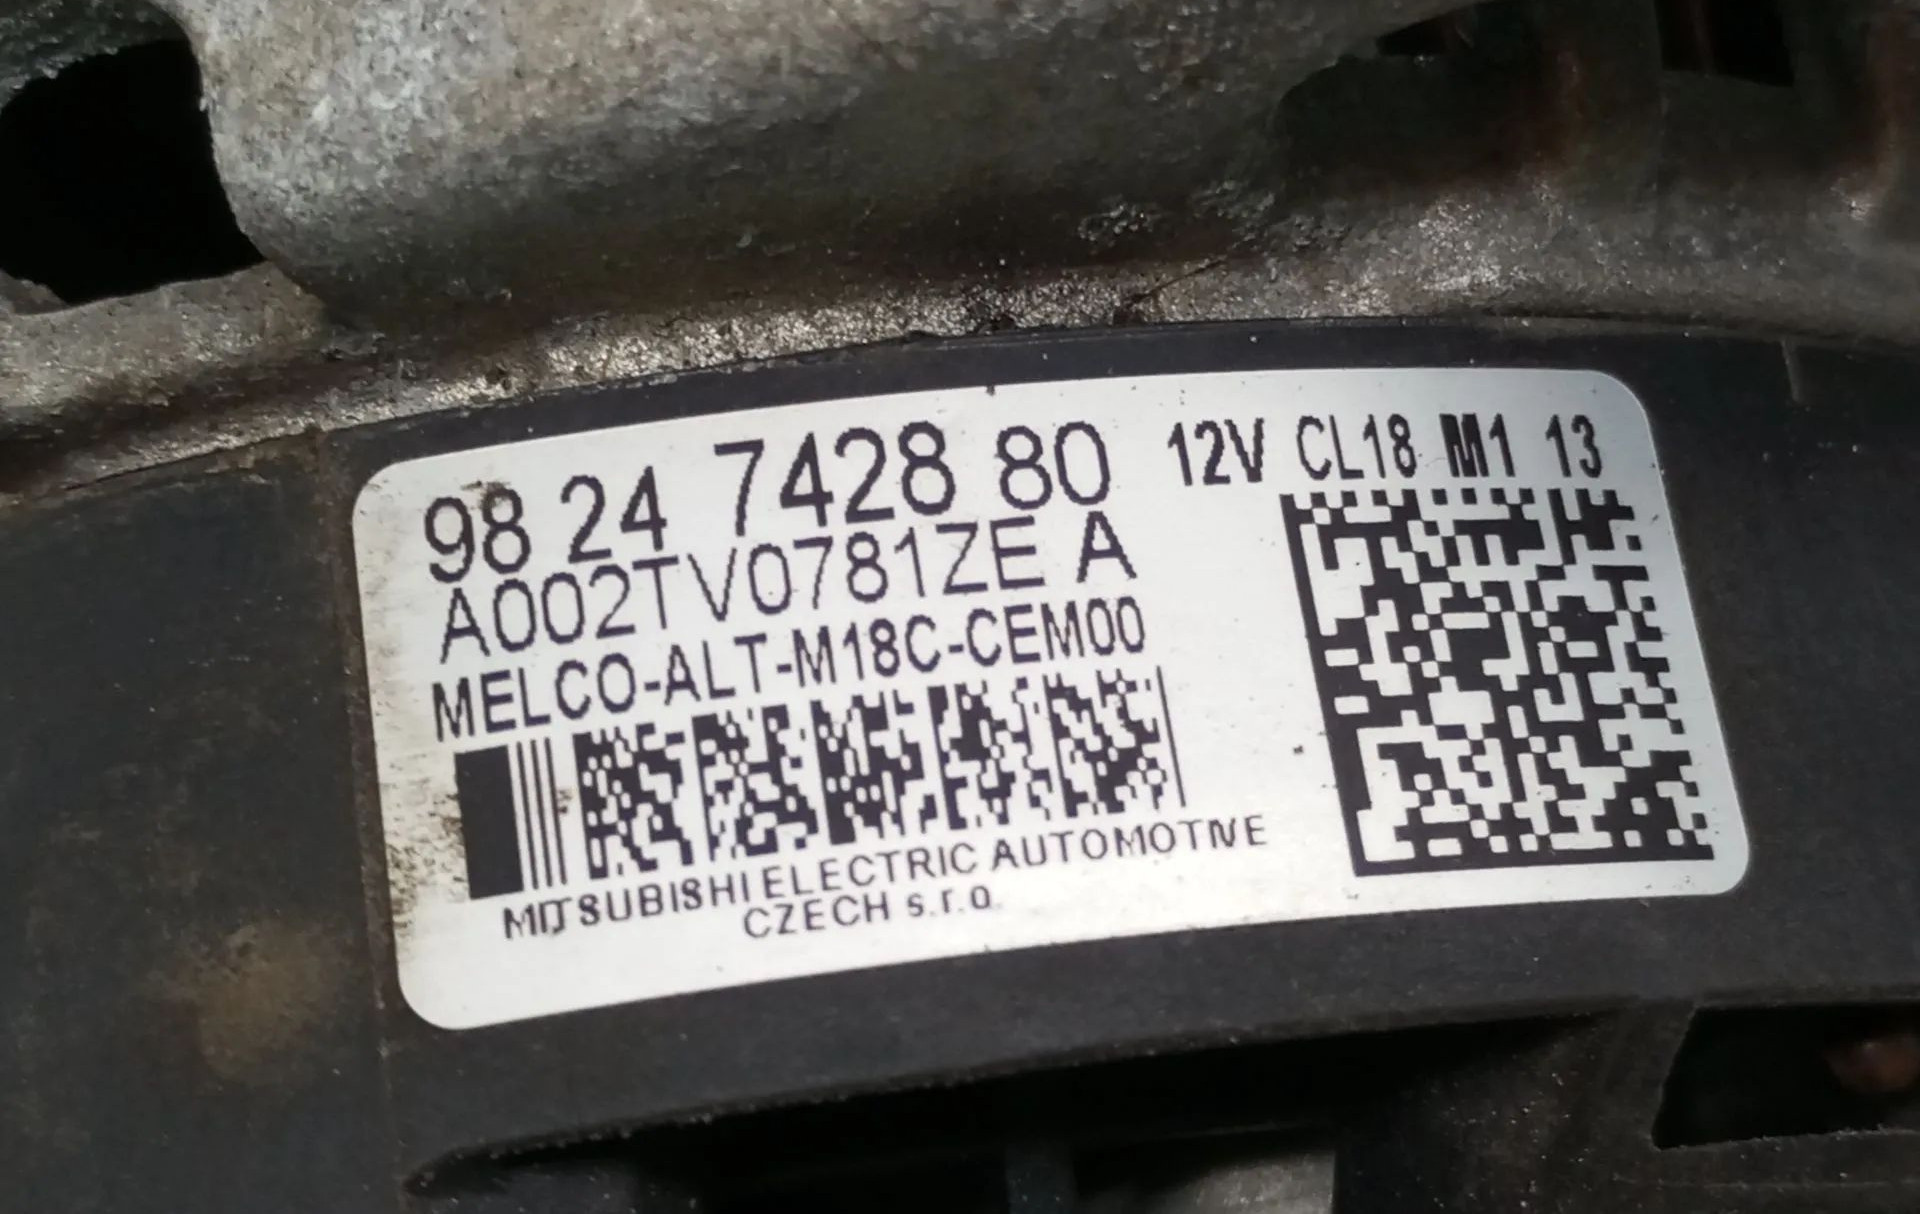 98 24 7428 80 12V CL18 M1 13
A002TV0781ZE A
MELCO-ALT-M18C-CEM00
MITSUBISHI ELECTRIC AUTOMOTIVE
CZECH s.r.o.